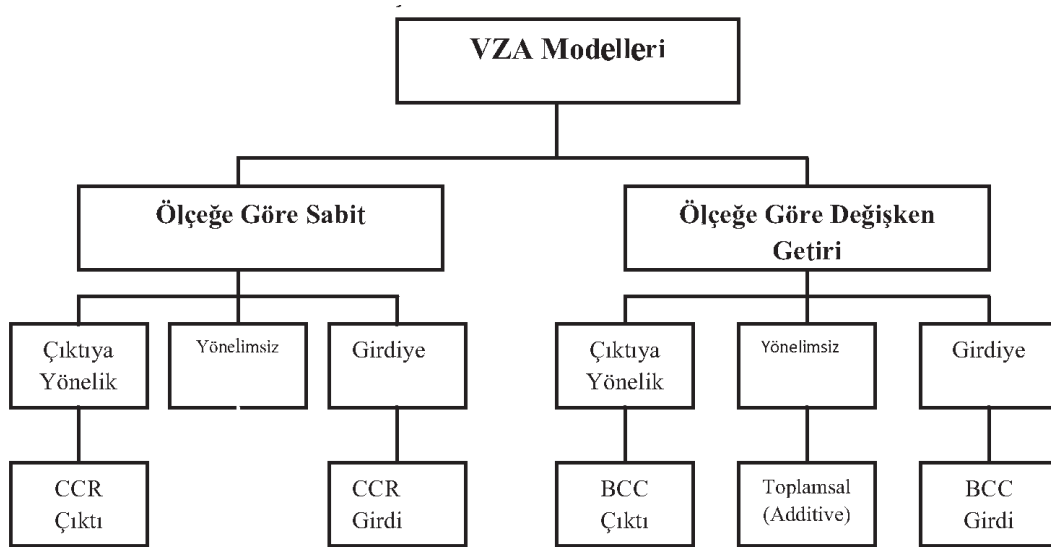 VZA Modelleri
Ölçeğe Göre Sabit
Ölçeğe Göre Değişken
Getiri
Çıktıya
Yönelik
Yönelimsiz
Girdiye
Çıktıya
Yönelik
Yönelimsiz
Girdiye
CCR
Çıktı
CCR
Girdi
BCC
Çıktı
Toplamsal
(Additive)
BCC
Girdi